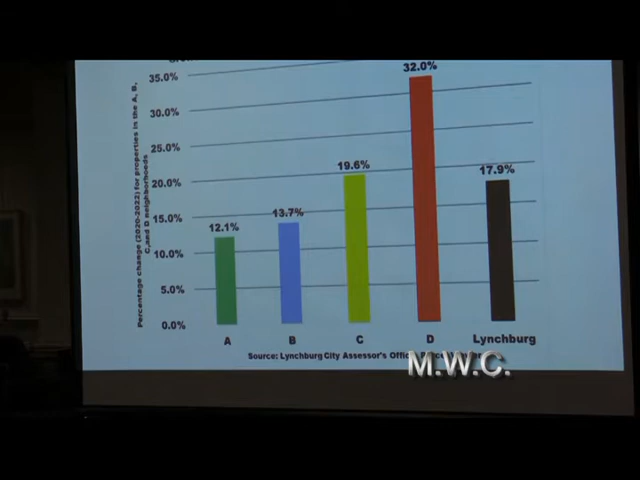 35.0%
32.0%
30.0%
25.0%
20.0%
15.0%
10.0%
5.0%
0.0%
12.1%
13.7%
19.6%
17.9%
A
B
C
D
Lynchburg
Percentage change (2020-2022) for properties in the A, B,
C, and D neighborhoods
Source: Lynchburg City Assessor's
M.W.C.